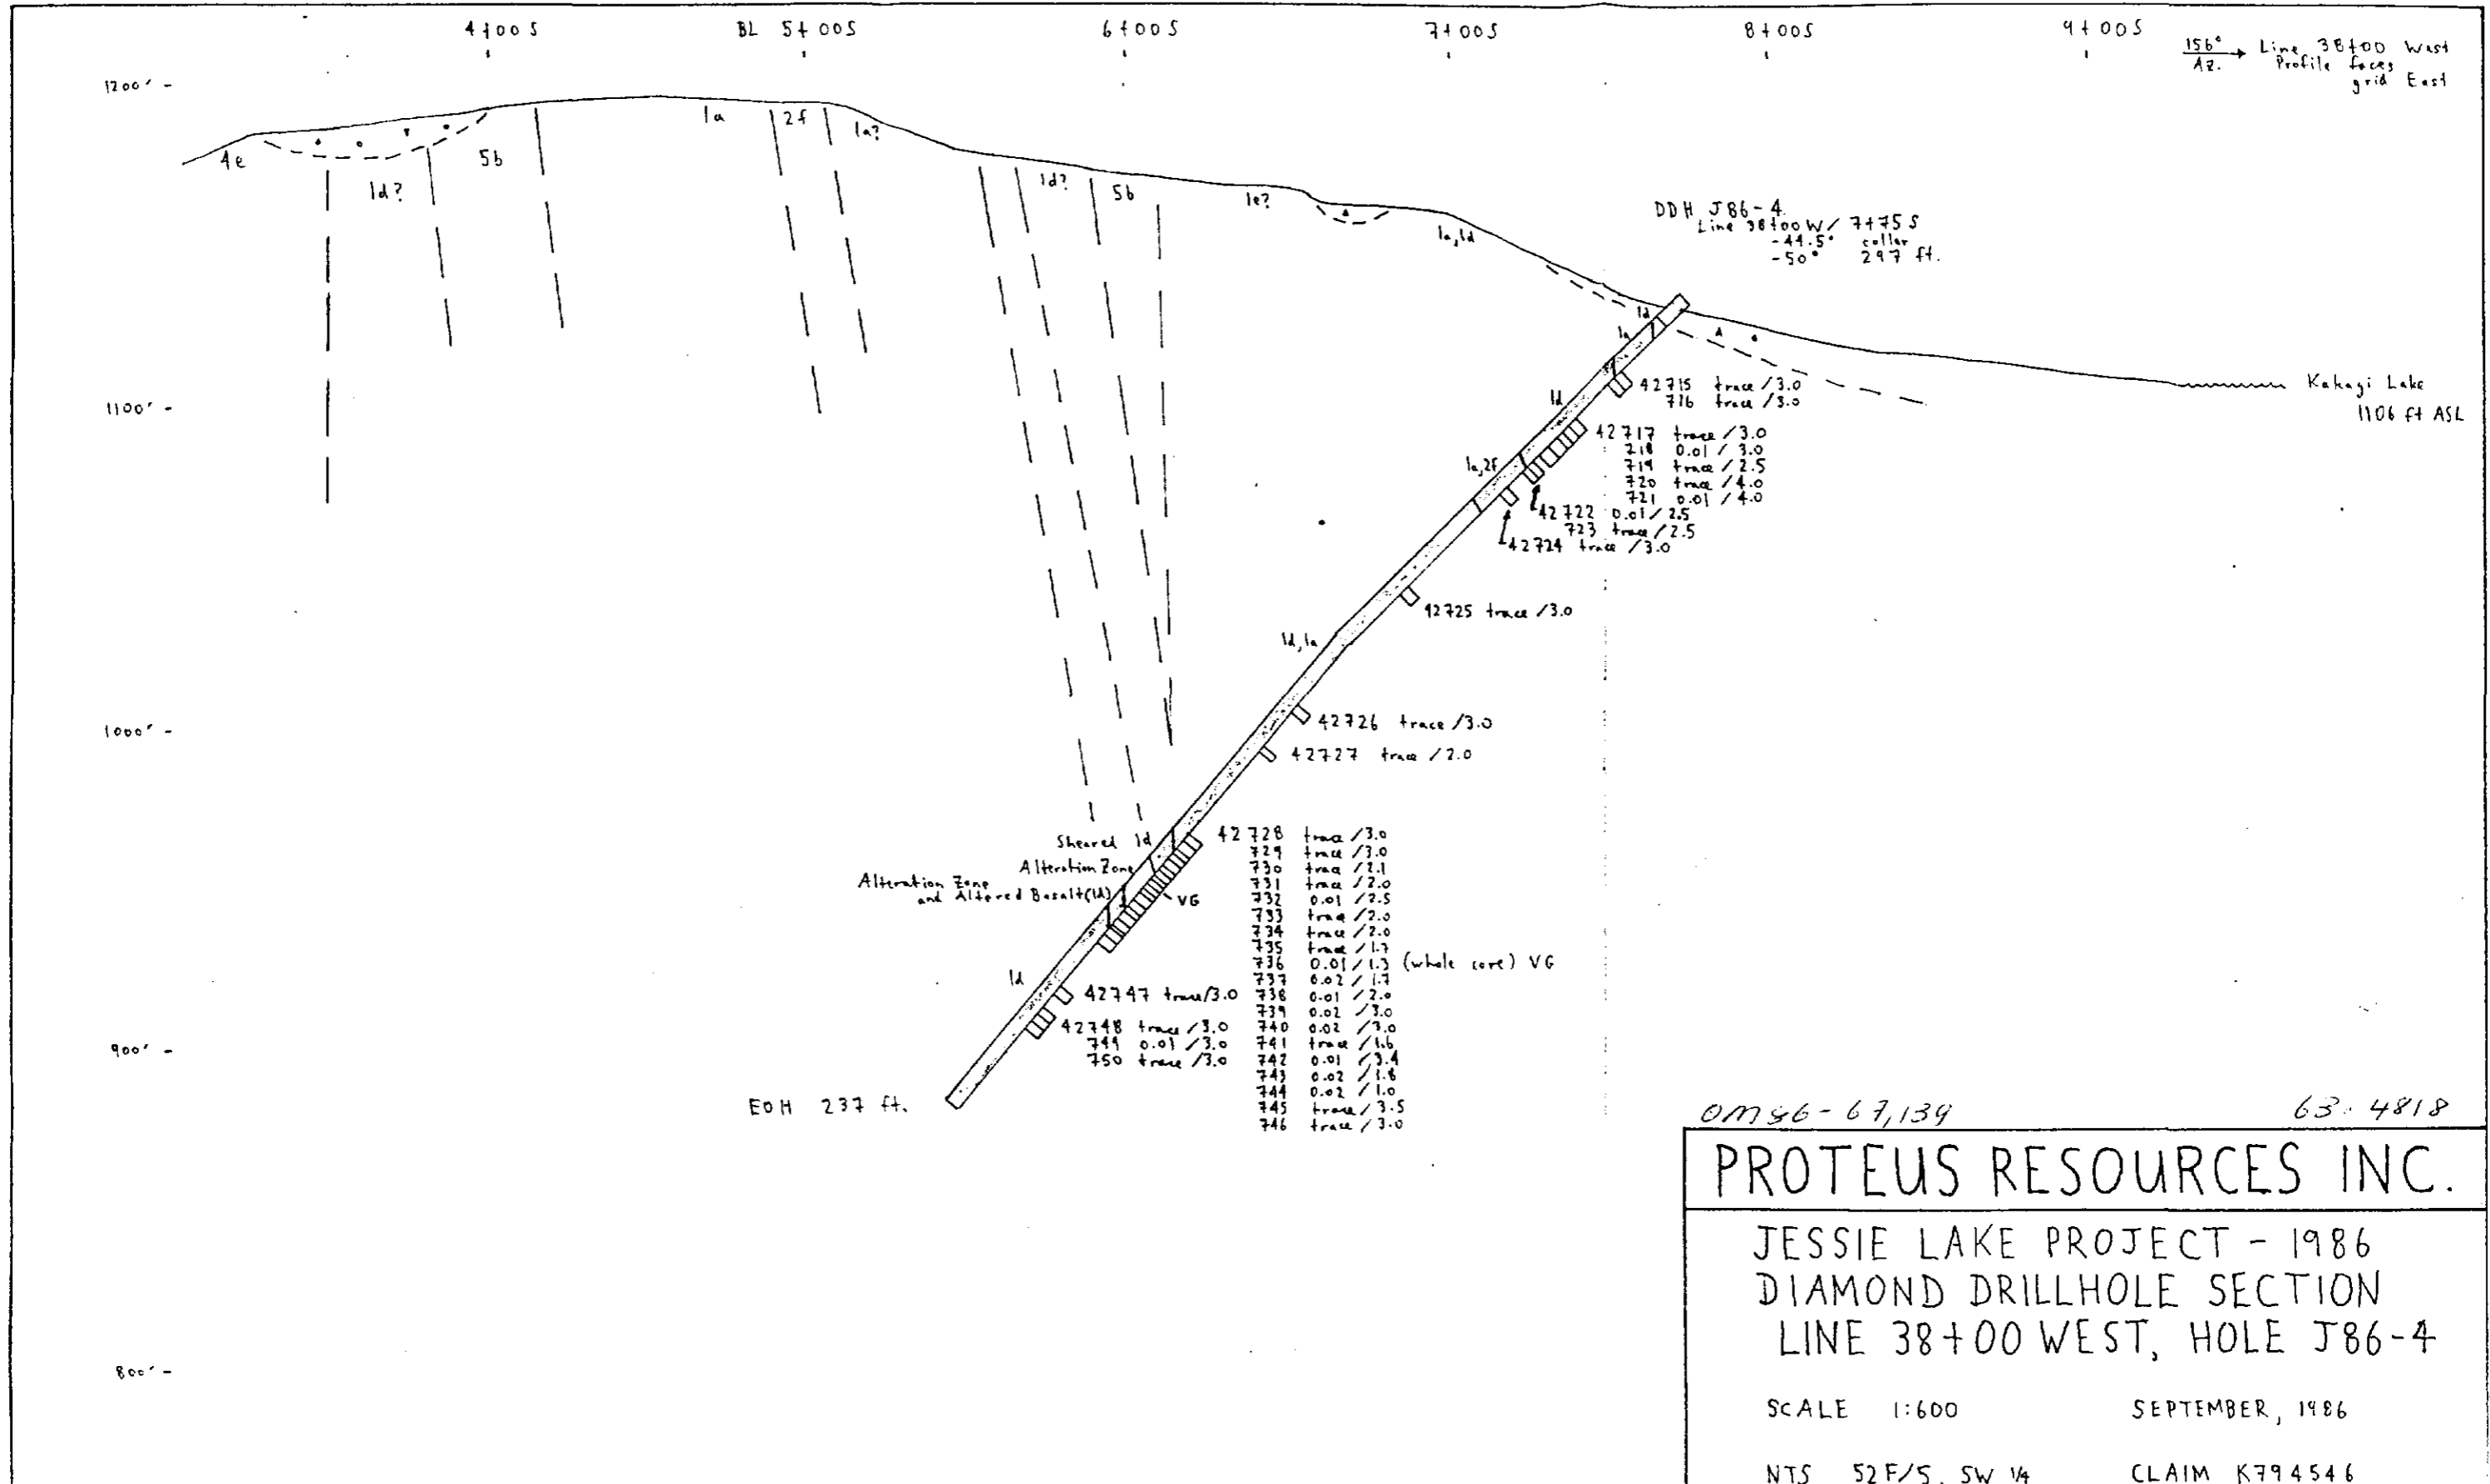 4+00S BL 5+00S 6+00S 7+00S 8+00S 9+00S
156° Az. Line 38+00 West
Profile faces
grid East
1200'
1a 2f 1a?
4e 1d? 5b
1d? 5b 1e?
1a,1d
DDH J86-4
Line 38+00W/ 7+75S
-44.5° collar
-50° 297 ft.
1d
1a
Kakagi Lake
1106 ft ASL
1100'
1d
42715 trace /3.0
716 trace /3.0
42717 trace /3.0
718 0.01 / 3.0
719 trace /2.5
720 trace /4.0
721 0.01 / 4.0
1a,2f
42722 0.01/2.5
723 trace/2.5
42724 trace /3.0
42725 trace /3.0
1d,1a
1000'
42726 trace /3.0
42727 trace /2.0
Sheared 1d
Alteration Zone
Alteration Zone
and Altered Basalt(1d)
VG
42728 trace /3.0
729 trace /3.0
730 trace /2.1
731 trace /2.0
732 0.01 /2.5
733 trace /2.0
734 trace /2.0
735 trace /1.7
736 0.01/1.3 (whole core) VG
737 0.02 /1.7
738 0.01 /2.0
739 0.02 /3.0
740 0.02 /3.0
741 trace /1.6
742 0.01 /3.4
743 0.02 /1.8
744 0.02 /1.0
745 trace / 3.5
746 trace / 3.0
1d
42747 trace/3.0
42748 trace /3.0
749 0.01 /3.0
750 trace /3.0
900'
EOH 237 ft.
800'
OM86-67,139 63.4818
PROTEUS RESOURCES INC.
JESSIE LAKE PROJECT - 1986
DIAMOND DRILLHOLE SECTION
LINE 38+00 WEST, HOLE J86-4
SCALE 1:600 SEPTEMBER, 1986
NTS 52F/5, SW 1/4 CLAIM K794546